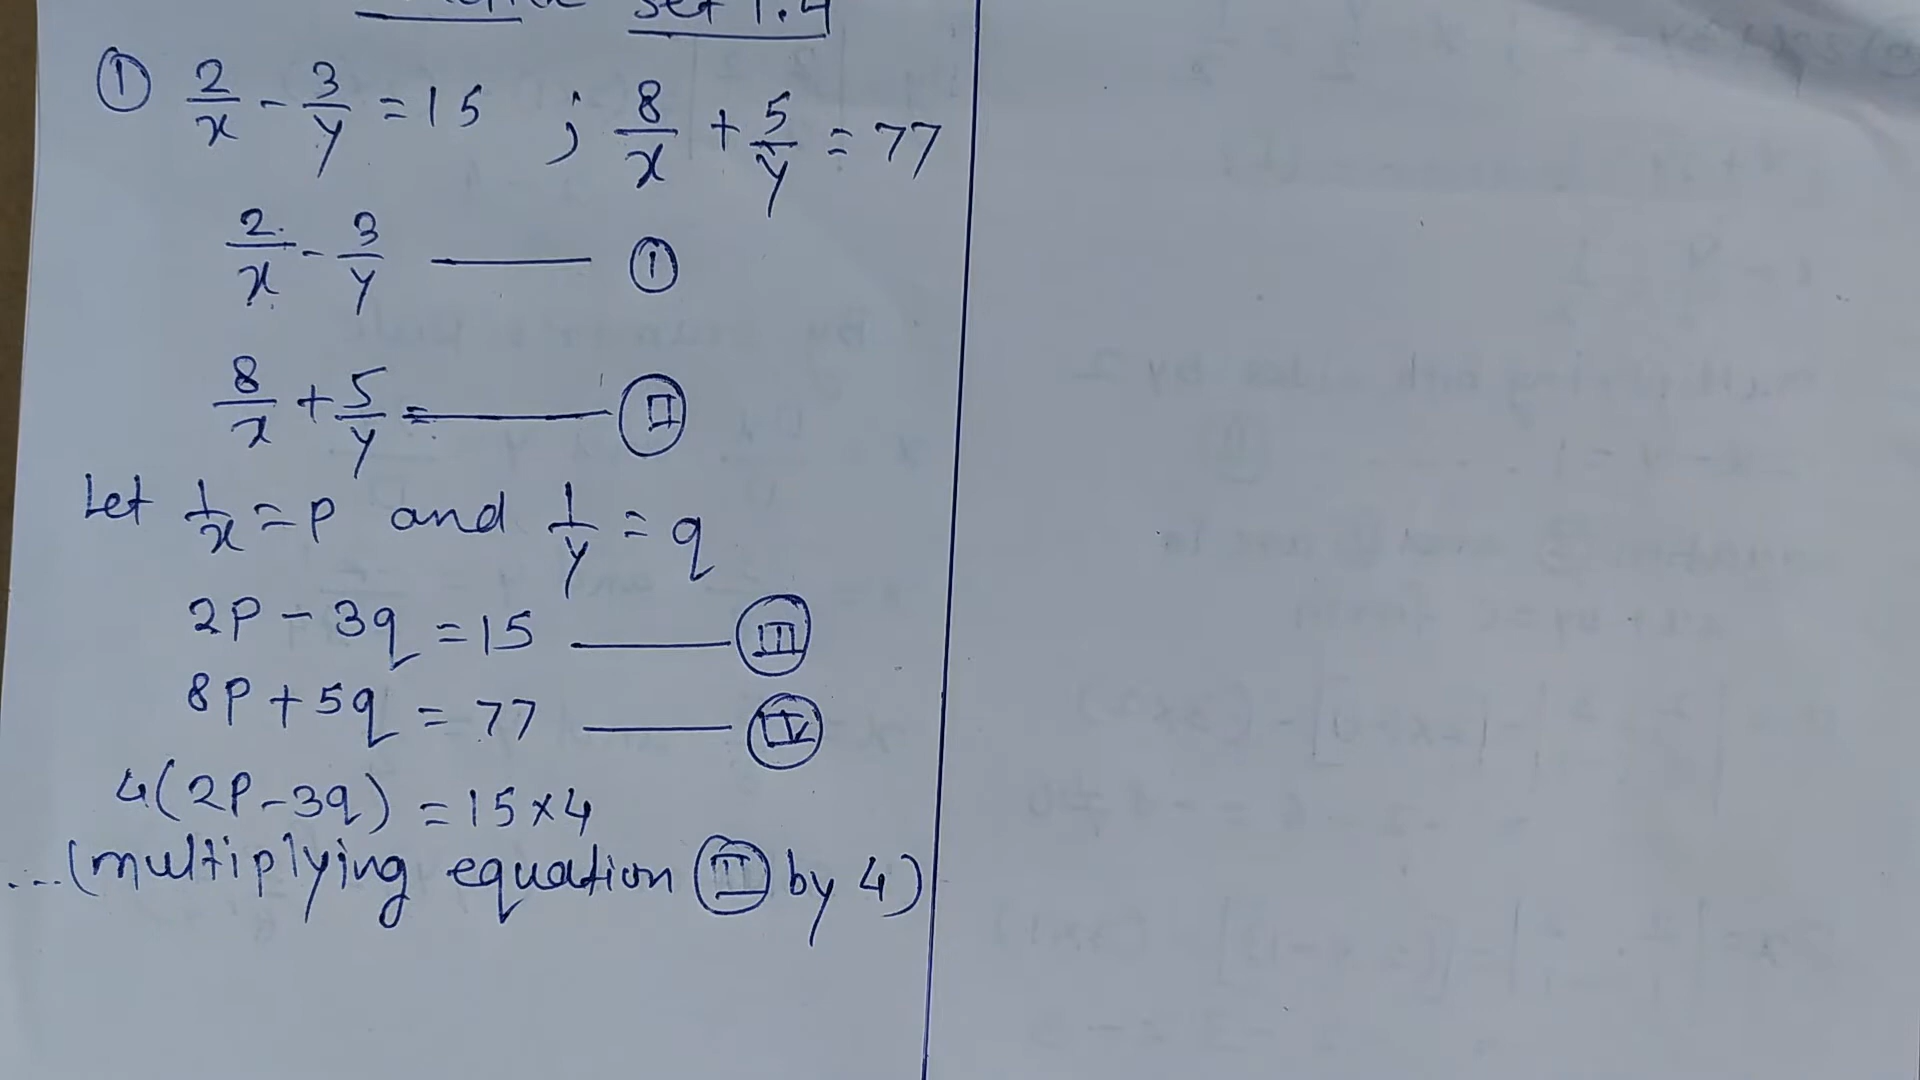 set 1.4
① 2/x - 3/y = 15 ; 8/x + 5/y = 77
2/x - 3/y —— Ⓘ
8/x + 5/y = —— Ⅱ
Let 1/x = p and 1/y = q
2p - 3q = 15 —— Ⅲ
8p + 5q = 77 —— Ⅳ
4(2p - 3q) = 15 × 4
...(multiplying equation Ⅲ by 4)